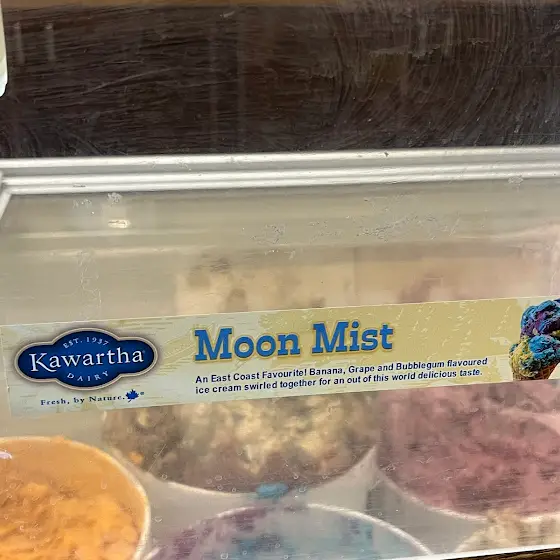 EST. 1937
Kawartha
DAIRY
Fresh, by Nature.®
Moon Mist
An East Coast Favourite! Banana, Grape and Bubblegum flavoured
ice cream swirled together for an out of this world delicious taste.